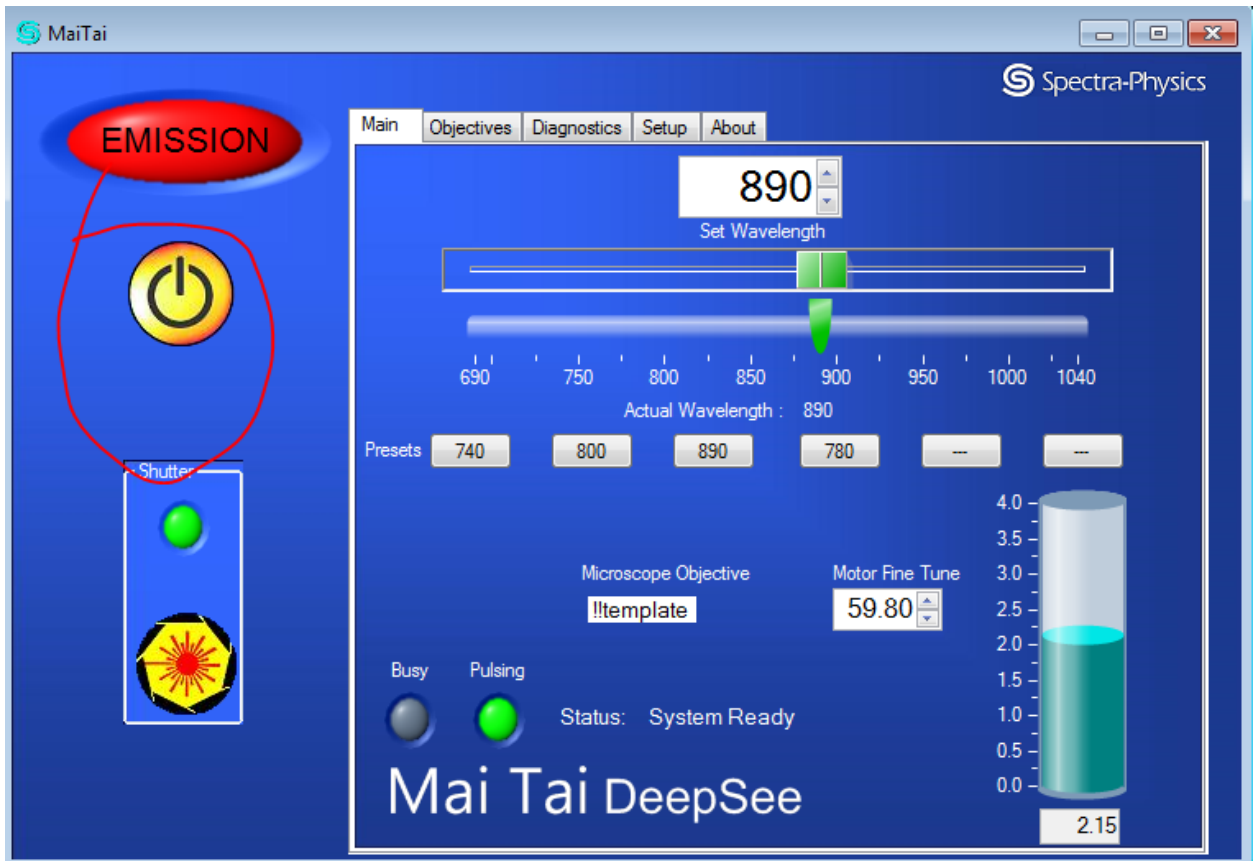 MaiTai
Spectra-Physics
EMISSION
Main Objectives Diagnostics Setup About
890
Set Wavelength
690 750 800 850 900 950 1000 1040
Actual Wavelength : 890
Presets 740 800 890 780 --- ---
Shutter
4.0
3.5
Microscope Objective Motor Fine Tune 3.0
!!template 59.80 2.5
2.0
Busy Pulsing 1.5
Status: System Ready 1.0
0.5
Mai Tai DeepSee 0.0
2.15